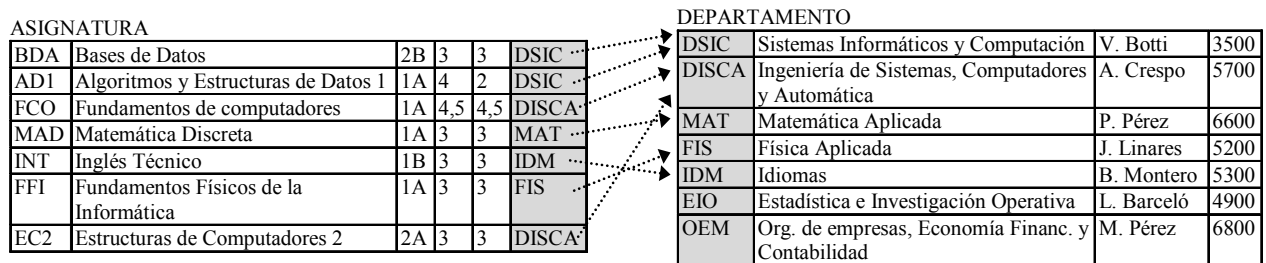 ASIGNATURA
BDA Bases de Datos 2B 3 3 DSIC
AD1 Algoritmos y Estructuras de Datos 1 1A 4 2 DSIC
FCO Fundamentos de computadores 1A 4,5 4,5 DISCA
MAD Matemática Discreta 1A 3 3 MAT
INT Inglés Técnico 1B 3 3 IDM
FFI Fundamentos Físicos de la 1A 3 3 FIS
Informática
EC2 Estructuras de Computadores 2 2A 3 3 DISCA
DEPARTAMENTO
DSIC Sistemas Informáticos y Computación V. Botti 3500
DISCA Ingeniería de Sistemas, Computadores A. Crespo 5700
y Automática
MAT Matemática Aplicada P. Pérez 6600
FIS Física Aplicada J. Linares 5200
IDM Idiomas B. Montero 5300
EIO Estadística e Investigación Operativa L. Barceló 4900
OEM Org. de empresas, Economía Financ. y M. Pérez 6800
Contabilidad